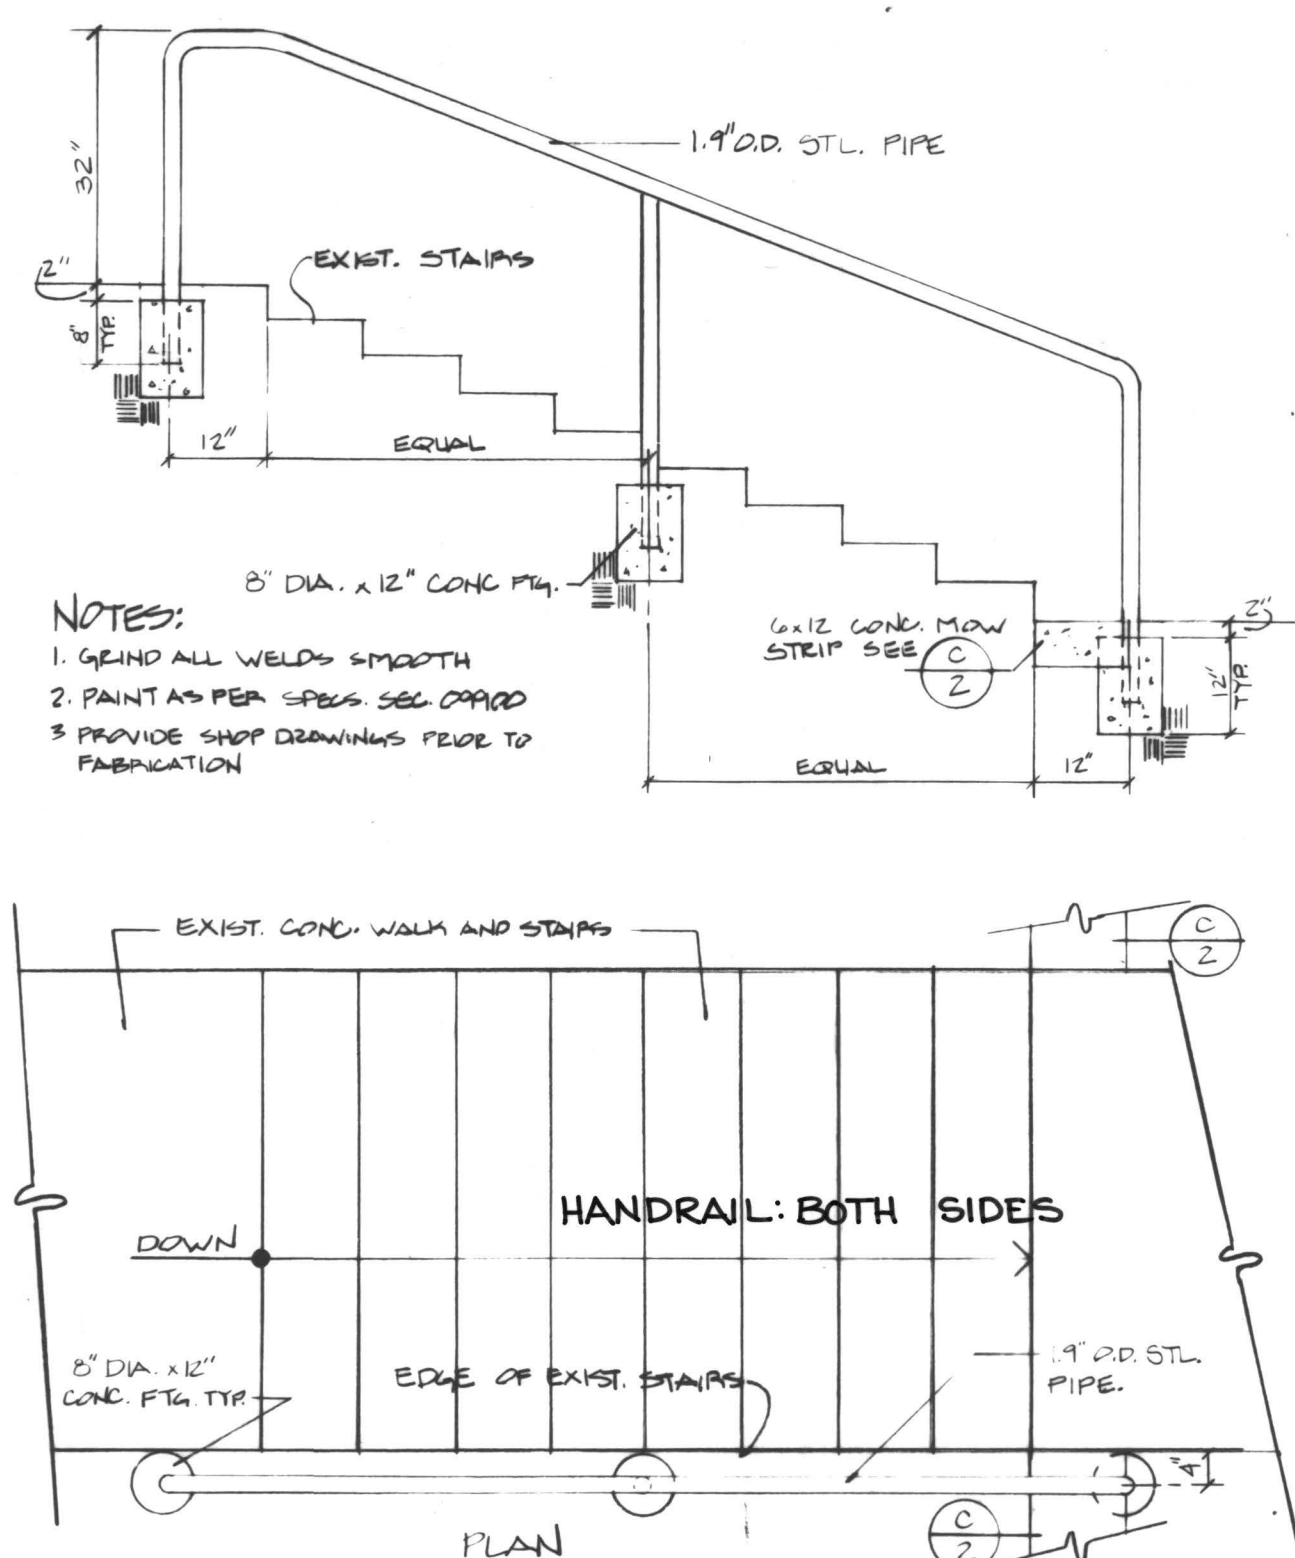 1.9" O.D. STL. PIPE
32"
EXIST. STAIRS
2"
8"
TYP.
12"
EQUAL
8" DIA. x 12" CONC FTG.
NOTES:
1. GRIND ALL WELDS SMOOTH
2. PAINT AS PER SPECS. SEC. 09900
3 PROVIDE SHOP DRAWINGS PRIOR TO
FABRICATION
6x12 CONC. MOW
STRIP SEE
C
2
2"
12"
TYP.
EQUAL
12"
EXIST. CONC. WALK AND STAIRS
C
2
HANDRAIL: BOTH SIDES
DOWN
8" DIA. x 12"
CONC. FTG. TYP.
EDGE OF EXIST. STAIRS
1.9" O.D. STL.
PIPE.
4"
C
2
PLAN